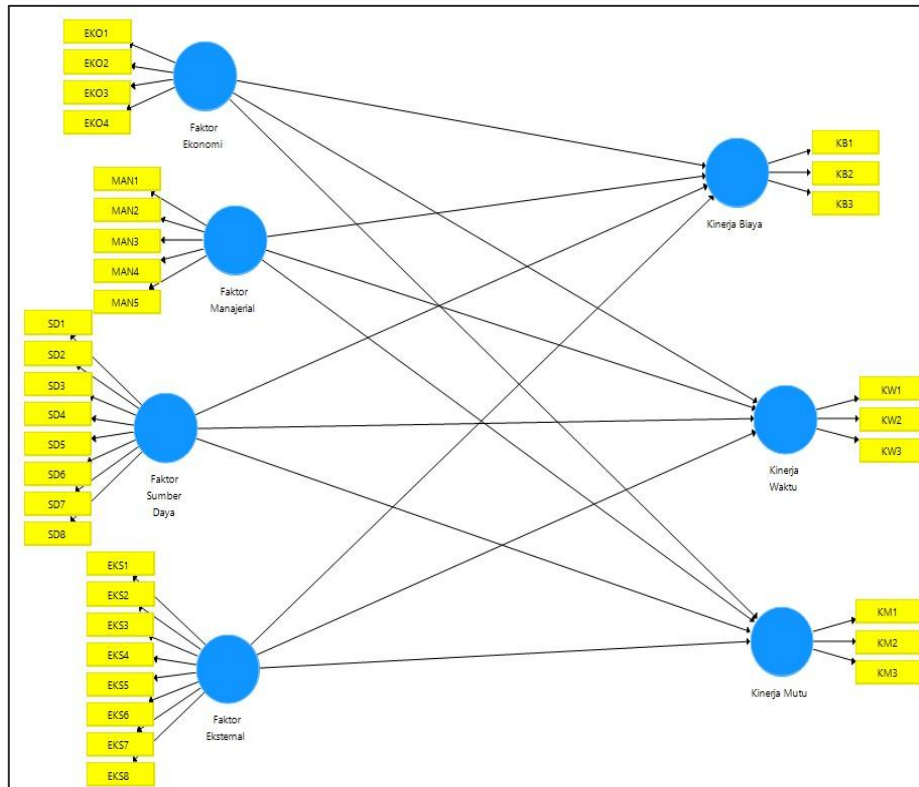 EKO1
EKO2
EKO3
EKO4
Faktor
Ekonomi
MAN1
MAN2
MAN3
MAN4
MAN5
Faktor
Manajerial
SD1
SD2
SD3
SD4
SD5
SD6
SD7
SD8
Faktor
Sumber
Daya
EKS1
EKS2
EKS3
EKS4
EKS5
EKS6
EKS7
EKS8
Faktor
Eksternal
KB1
KB2
KB3
Kinerja Biaya
KW1
KW2
KW3
Kinerja
Waktu
KM1
KM2
KM3
Kinerja Mutu